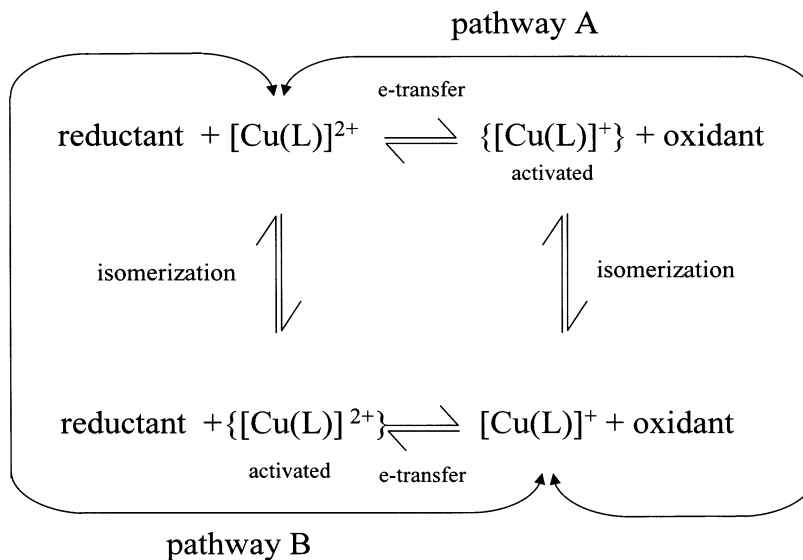 pathway A
e-transfer
reductant + [Cu(L)]²⁺ ⇌ {[Cu(L)]⁺} + oxidant
activated
isomerization isomerization
reductant +{[Cu(L)] ²⁺} ⇌ [Cu(L)]⁺ + oxidant
activated e-transfer
pathway B